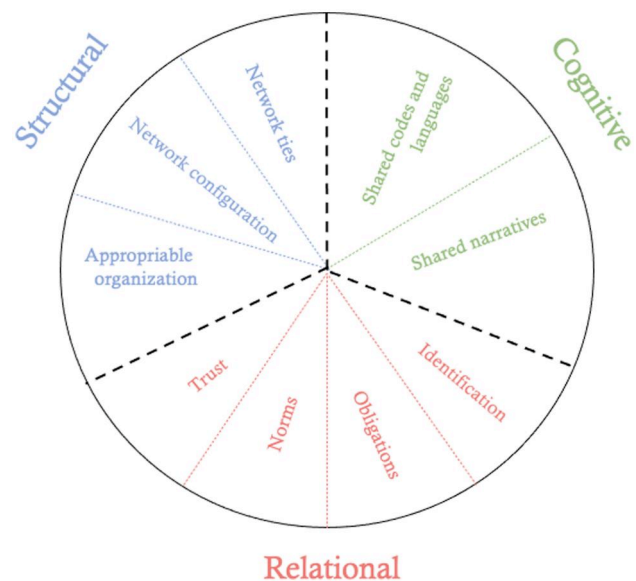 Structural
Cognitive
Network ties
Network configuration
Appropriable
organization
Shared codes and
languages
Shared narratives
Trust
Norms
Obligations
Identification
Relational